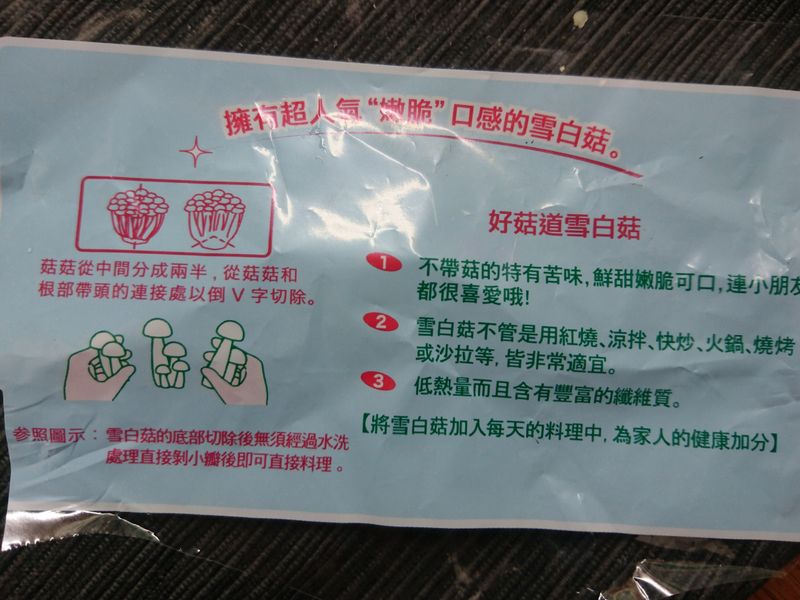 擁有超人氣“嫩脆”口感的雪白菇。
菇菇從中間分成兩半，從菇菇和
根部帶頭的連接處以倒 V 字切除。
參照圖示：雪白菇的底部切除後無須經過水洗
處理直接剝小瓣後即可直接料理。
好菇道雪白菇
1 不帶菇的特有苦味，鮮甜嫩脆可口，連小朋友
都很喜愛哦!
2 雪白菇不管是用紅燒、涼拌、快炒、火鍋、燒烤
或沙拉等，皆非常適宜。
3 低熱量而且含有豐富的纖維質。
【將雪白菇加入每天的料理中，為家人的健康加分】